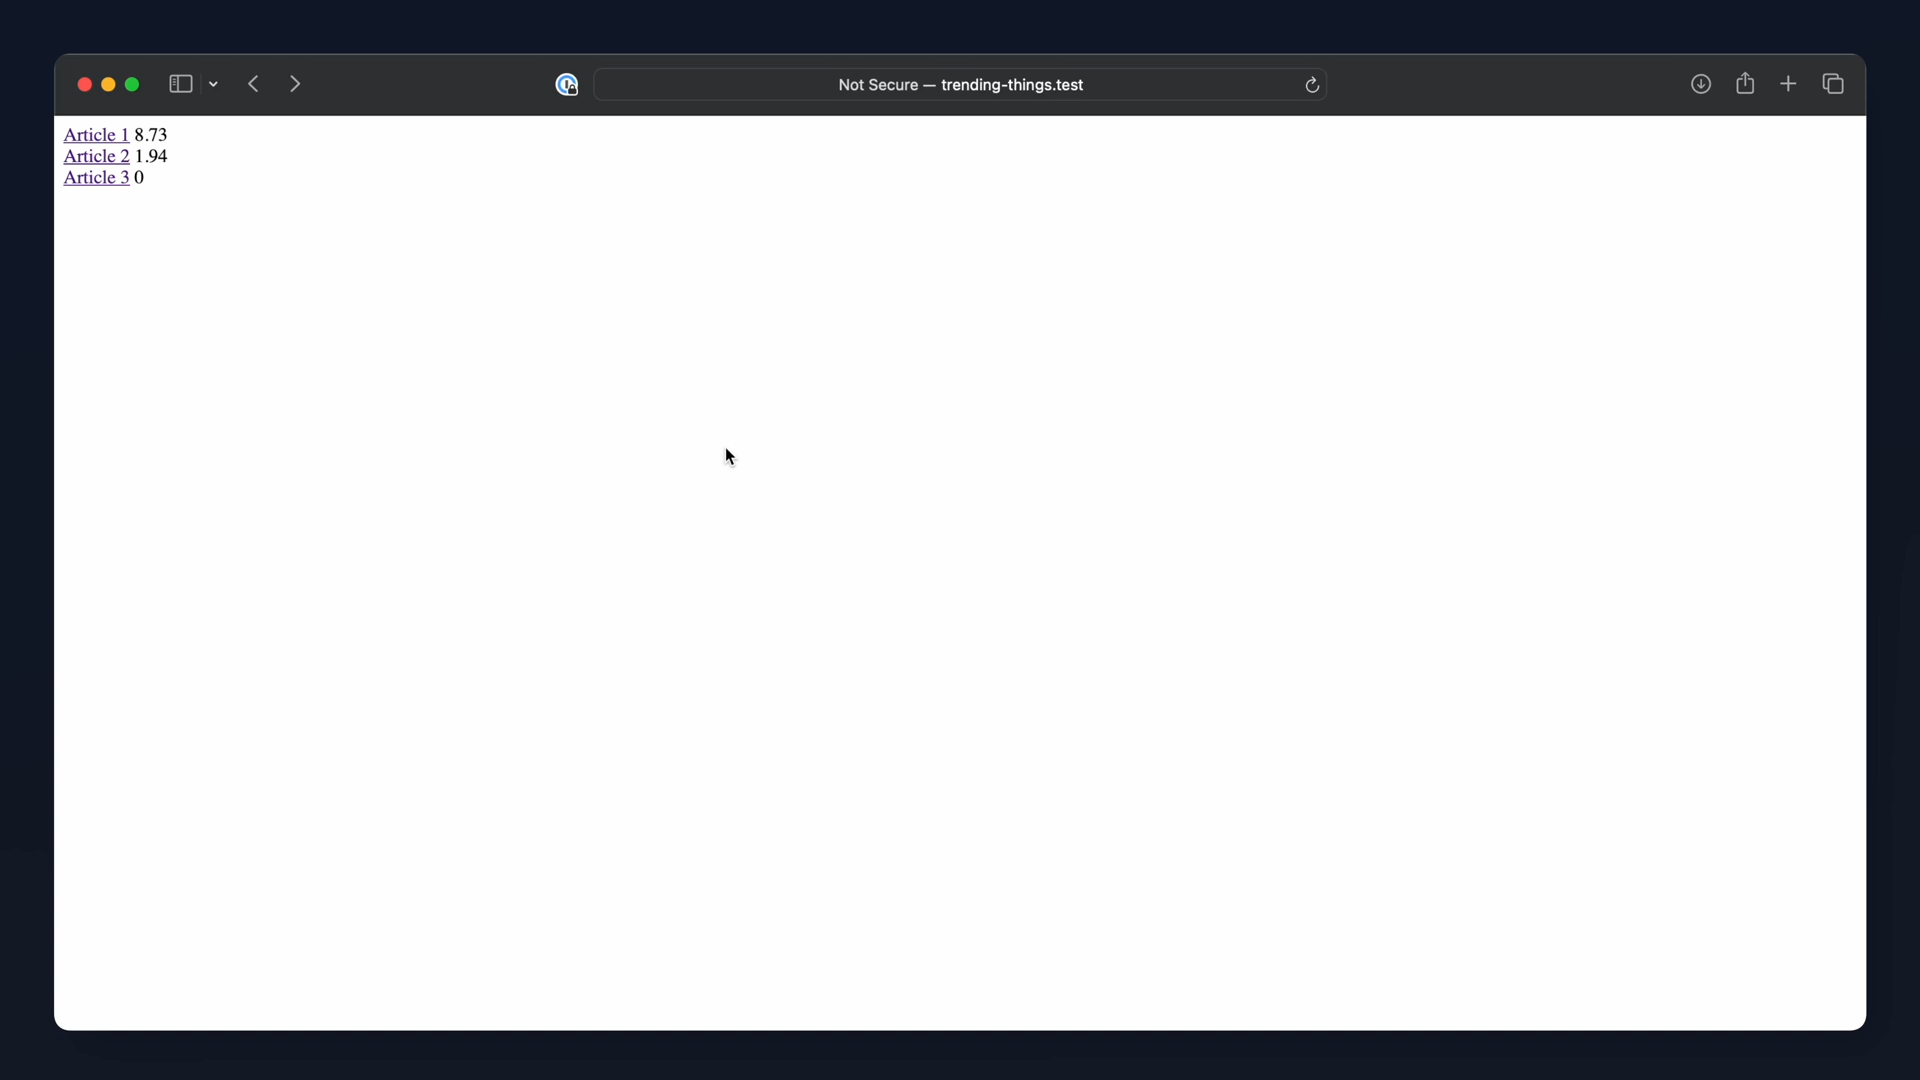 Not Secure — trending-things.test
Article 1 8.73
Article 2 1.94
Article 3 0